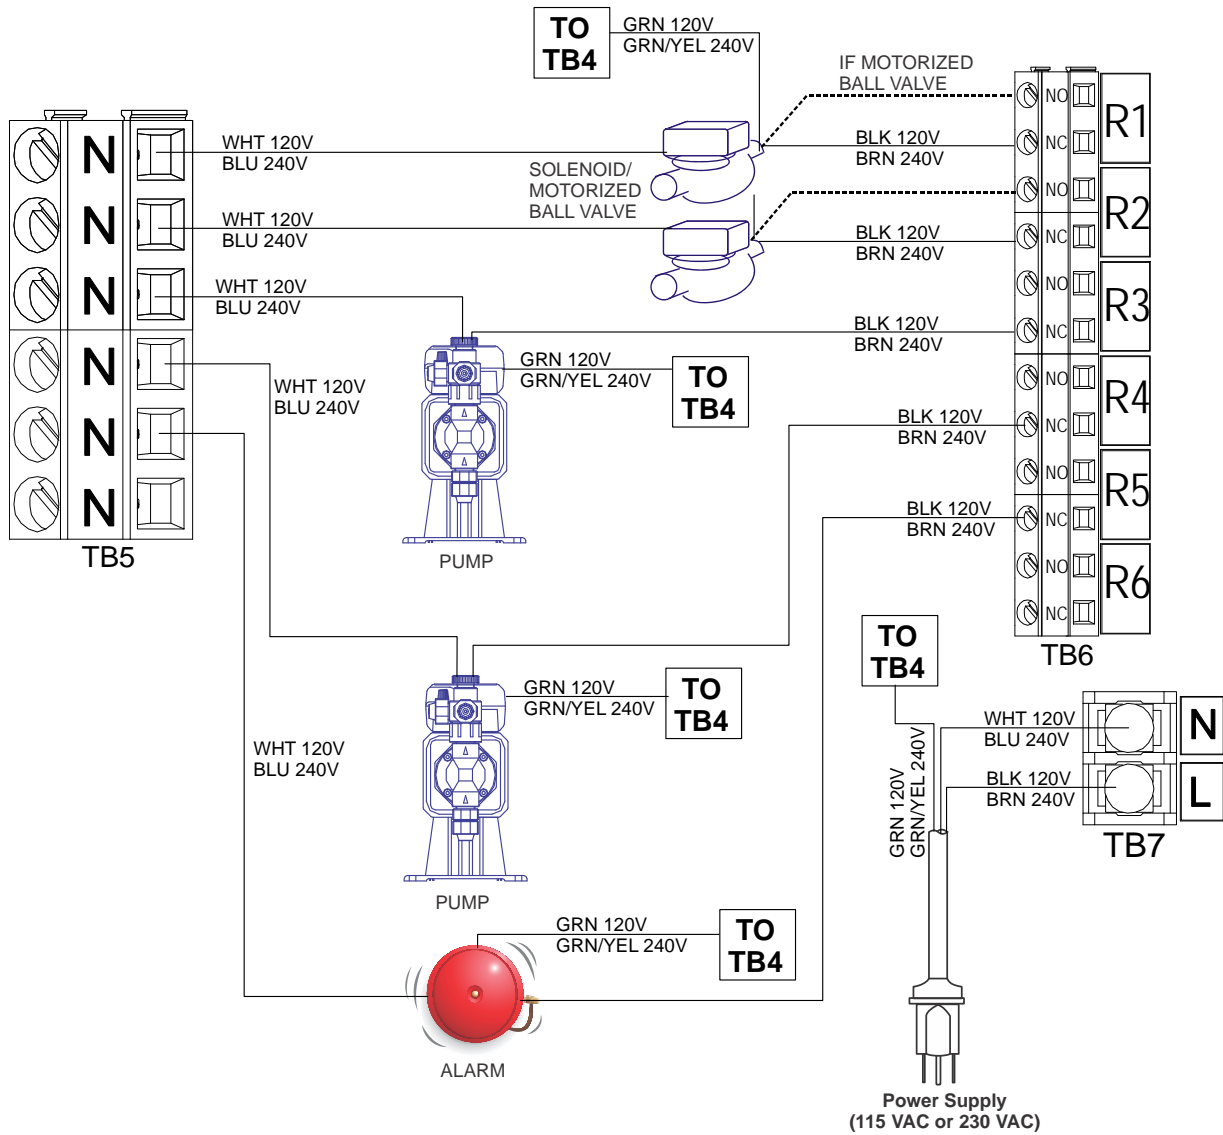 TO
TB4
GRN 120V
GRN/YEL 240V
IF MOTORIZED
BALL VALVE
N
N
N
N
N
N
TB5
WHT 120V
BLU 240V
WHT 120V
BLU 240V
WHT 120V
BLU 240V
WHT 120V
BLU 240V
WHT 120V
BLU 240V
SOLENOID/
MOTORIZED
BALL VALVE
BLK 120V
BRN 240V
BLK 120V
BRN 240V
BLK 120V
BRN 240V
BLK 120V
BRN 240V
BLK 120V
BRN 240V
NO
NC
R1
NO
NC
R2
NO
NC
R3
NO
NC
R4
NO
NC
R5
NO
NC
R6
TB6
GRN 120V
GRN/YEL 240V
TO
TB4
PUMP
GRN 120V
GRN/YEL 240V
TO
TB4
PUMP
GRN 120V
GRN/YEL 240V
TO
TB4
ALARM
TO
TB4
GRN 120V
GRN/YEL 240V
WHT 120V
BLU 240V
N
BLK 120V
BRN 240V
L
TB7
Power Supply
(115 VAC or 230 VAC)